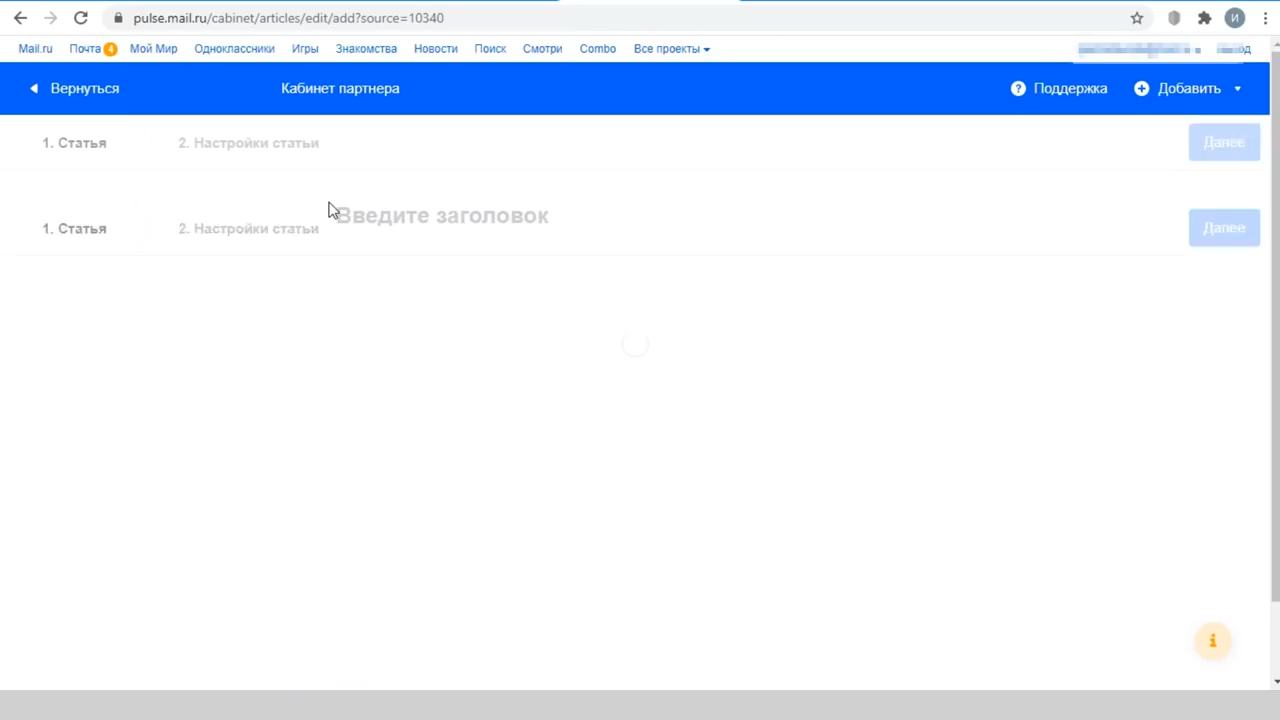 pulse.mail.ru/cabinet/articles/edit/add?source=10340
И
Mail.ru Почта 4 Мой Мир Одноклассники Игры Знакомства Новости Поиск Смотри Combo Все проекты
Вернуться Кабинет партнера ? Поддержка + Добавить
1. Статья 2. Настройки статьи Далее
Введите заголовок
1. Статья 2. Настройки статьи Далее
i